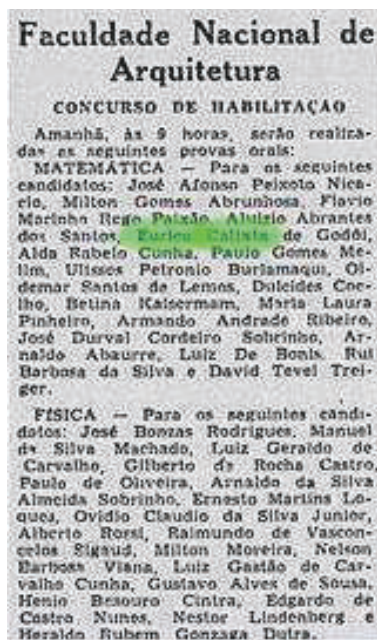 Faculdade Nacional de
Arquitetura
CONCURSO DE HABILITAÇÃO
Amanhã, às 9 horas, serão realiza-
das as seguintes provas orais:
MATEMÁTICA — Para os seguintes
candidatos: José Afonso Peixoto Nica-
cio, Milton Gomes Abrunhosa, Flavio
Marinho Rego Paixão, Aluizio Abrantes
dos Santos, Eurico Calixto de Godói,
Alda Rabelo Cunha, Paulo Gomes Me-
lim, Ulisses Petronio Burlamaqui, Ol-
demar Santos de Lemos, Dulcides Coe-
lho, Betina Kaisermam, Maria Laura
Pinheiro, Armando Andrade Ribeiro,
José Durval Cordeiro Sobrinho, Ar-
naldo Abaurre, Luiz De Bonis, Rui
Barbosa da Silva e David Tevel Trei-
ger.
FÍSICA — Para os seguintes candi-
datos: José Bonzas Rodrigues, Manuel
da Silva Machado, Luiz Geraldo de
Carvalho, Gilberto da Rocha Castro,
Paulo de Oliveira, Arnaldo da Silva
Almeida Sobrinho, Ernesto Martins Lo-
ques, Ovidio Claudio da Silva Junior,
Alberto Rorsi, Raimundo de Vascon-
celos Sigaud, Milton Moreira, Nelson
Barbosa Viana, Luiz Gastão de Car-
valho Cunha, Gustavo Alves de Sousa,
Henio Besouro Cintra, Edgardo de
Castro Nunes, Nestor Lindenberg e
Heraldo Rubem Gonzaga